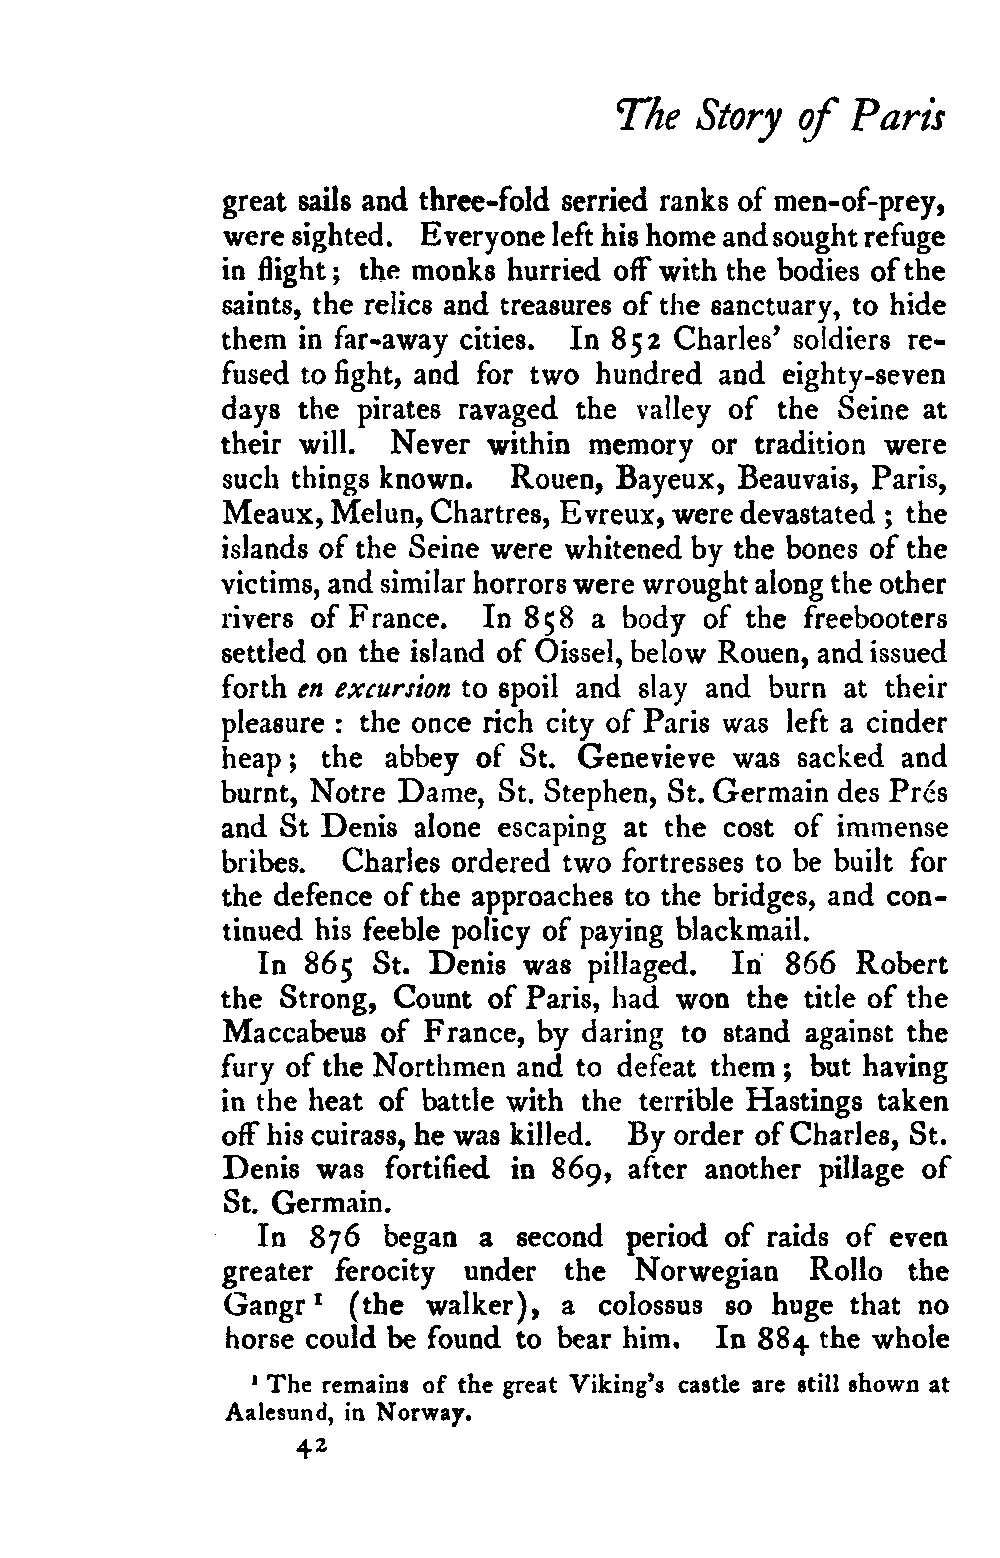 The Story of Paris
great sails and three-fold serried ranks of men-of-prey,
were sighted. Everyone left his home and sought refuge
in flight; the monks hurried off with the bodies of the
saints, the relics and treasures of the sanctuary, to hide
them in far-away cities. In 852 Charles' soldiers re-
fused to fight, and for two hundred and eighty-seven
days the pirates ravaged the valley of the Seine at
their will. Never within memory or tradition were
such things known. Rouen, Bayeux, Beauvais, Paris,
Meaux, Melun, Chartres, Evreux, were devastated; the
islands of the Seine were whitened by the bones of the
victims, and similar horrors were wrought along the other
rivers of France. In 858 a body of the freebooters
settled on the island of Oissel, below Rouen, and issued
forth en excursion to spoil and slay and burn at their
pleasure: the once rich city of Paris was left a cinder
heap; the abbey of St. Genevieve was sacked and
burnt, Notre Dame, St. Stephen, St. Germain des Prés
and St Denis alone escaping at the cost of immense
bribes. Charles ordered two fortresses to be built for
the defence of the approaches to the bridges, and con-
tinued his feeble policy of paying blackmail.
In 865 St. Denis was pillaged. In 866 Robert
the Strong, Count of Paris, had won the title of the
Maccabeus of France, by daring to stand against the
fury of the Northmen and to defeat them; but having
in the heat of battle with the terrible Hastings taken
off his cuirass, he was killed. By order of Charles, St.
Denis was fortified in 869, after another pillage of
St. Germain.
In 876 began a second period of raids of even
greater ferocity under the Norwegian Rollo the
Gangr¹ (the walker), a colossus so huge that no
horse could be found to bear him. In 884 the whole
¹ The remains of the great Viking's castle are still shown at
Aalesund, in Norway.
42